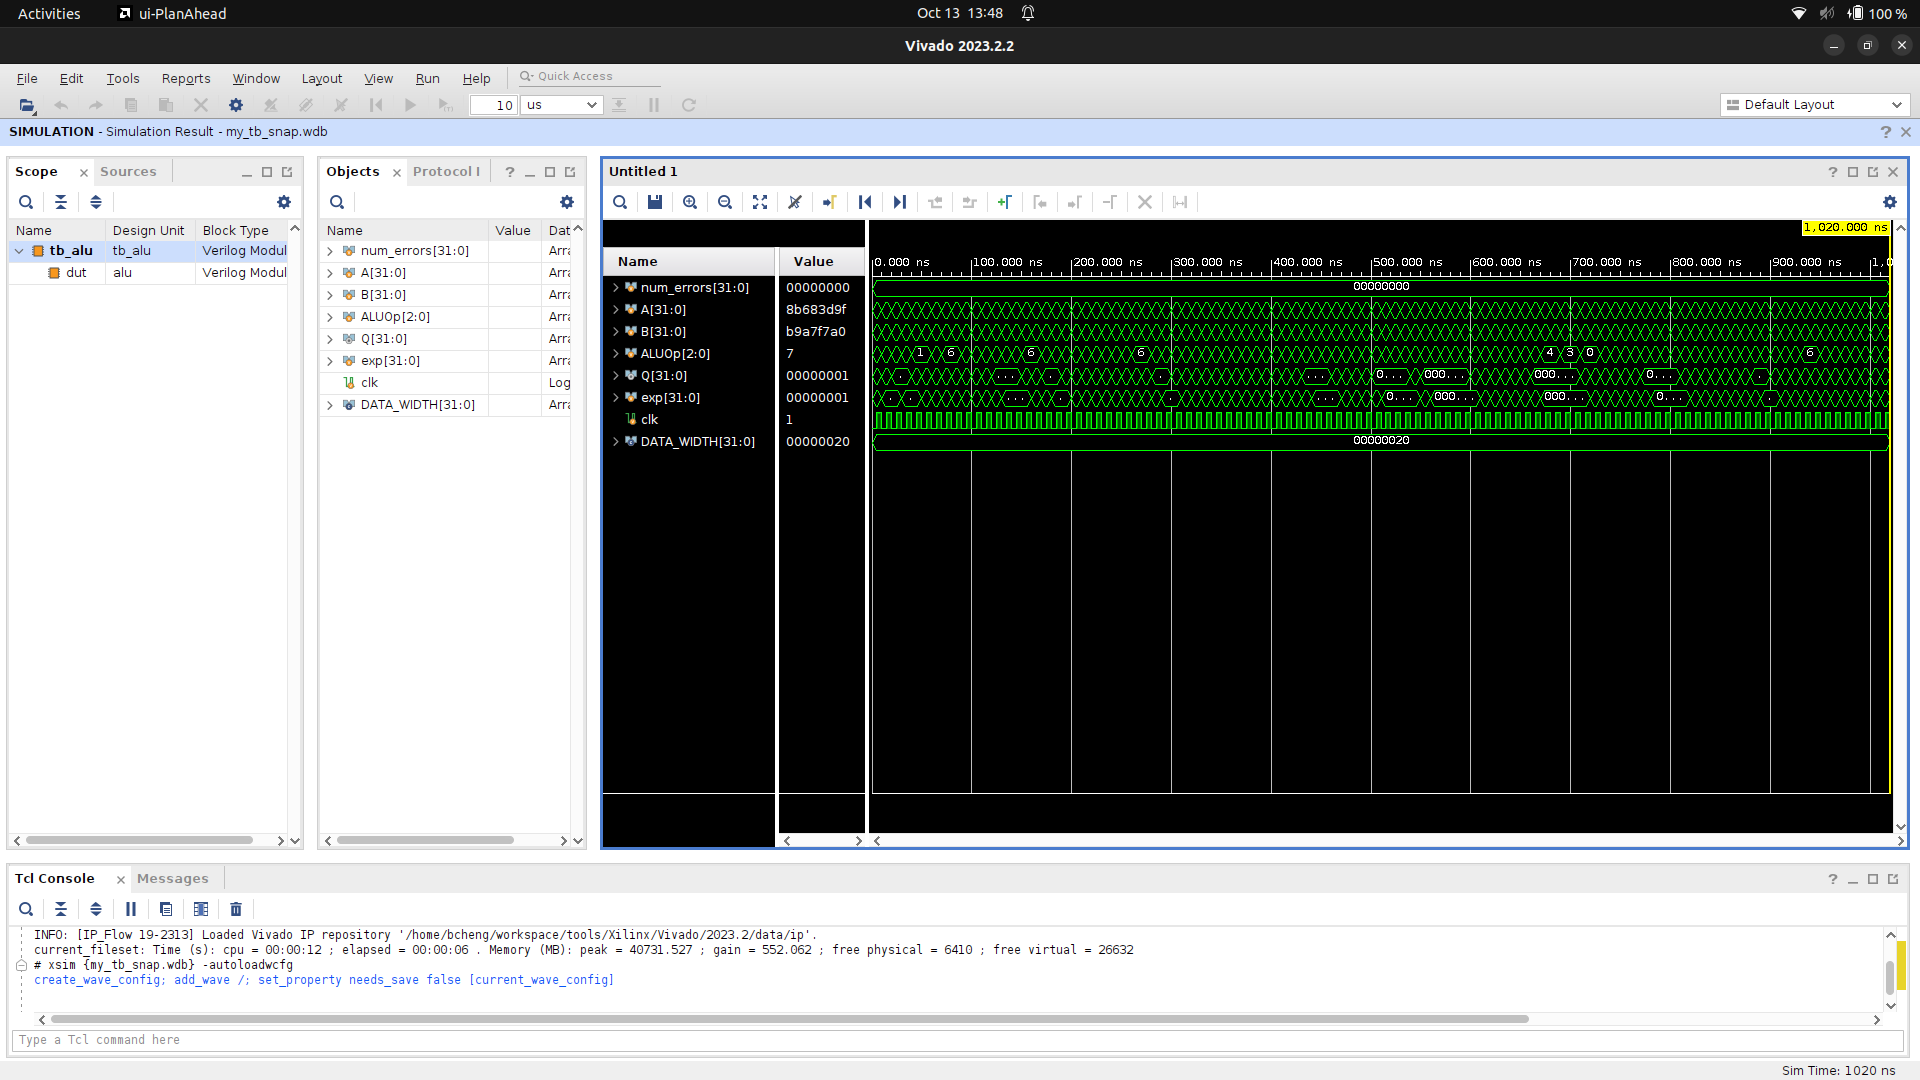 Activities ui-PlanAhead Oct 13 13:48 100 %
Vivado 2023.2.2
File Edit Tools Reports Window Layout View Run Help Quick Access
10 us Default Layout
SIMULATION - Simulation Result - my_tb_snap.wdb
Scope Sources
Name Design Unit Block Type
tb_alu tb_alu Verilog Modul
dut alu Verilog Modul
Objects Protocol I
Name Value Dat
num_errors[31:0] Arra
A[31:0] Arra
B[31:0] Arra
ALUOp[2:0] Arra
Q[31:0] Arra
exp[31:0] Arra
clk Log
DATA_WIDTH[31:0] Arra
Untitled 1
1,020.000 ns
Name Value 0.000 ns 100.000 ns 200.000 ns 300.000 ns 400.000 ns 500.000 ns 600.000 ns 700.000 ns 800.000 ns 900.000 ns 1,0
num_errors[31:0] 00000000 00000000
A[31:0] 8b683d9f
B[31:0] b9a7f7a0
ALUOp[2:0] 7 1 6 6 6 4 3 0 6
Q[31:0] 00000001 . ... . . ... 0... 000... 000... 0... .
exp[31:0] 00000001 . . ... . . ... 0... 000... 000... 0... .
clk 1
DATA_WIDTH[31:0] 00000020 00000020
Tcl Console Messages
INFO: [IP_Flow 19-2313] Loaded Vivado IP repository '/home/bcheng/workspace/tools/Xilinx/Vivado/2023.2/data/ip'.
current_fileset: Time (s): cpu = 00:00:12 ; elapsed = 00:00:06 . Memory (MB): peak = 40731.527 ; gain = 552.062 ; free physical = 6410 ; free virtual = 26632
# xsim {my_tb_snap.wdb} -autoloadwcfg
create_wave_config; add_wave /; set_property needs_save false [current_wave_config]
Type a Tcl command here
Sim Time: 1020 ns